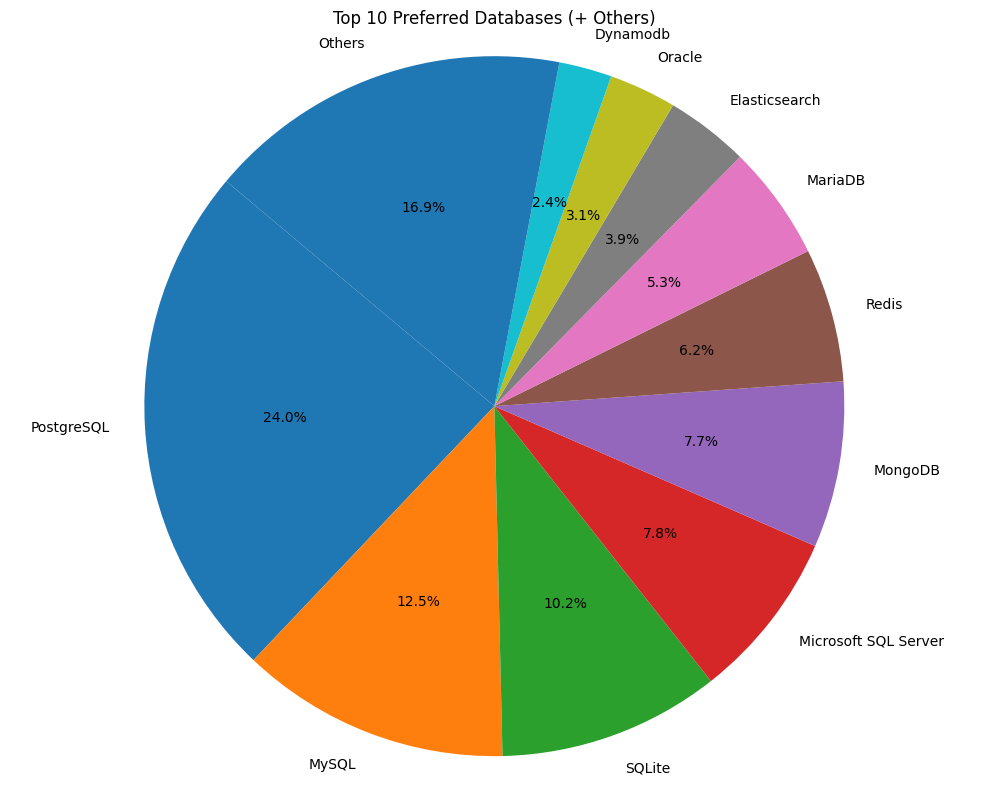 Top 10 Preferred Databases (+ Others)
Others
Dynamodb
Oracle
Elasticsearch
MariaDB
Redis
MongoDB
Microsoft SQL Server
SQLite
MySQL
PostgreSQL
16.9%
2.4%
3.1%
3.9%
5.3%
6.2%
7.7%
7.8%
10.2%
12.5%
24.0%